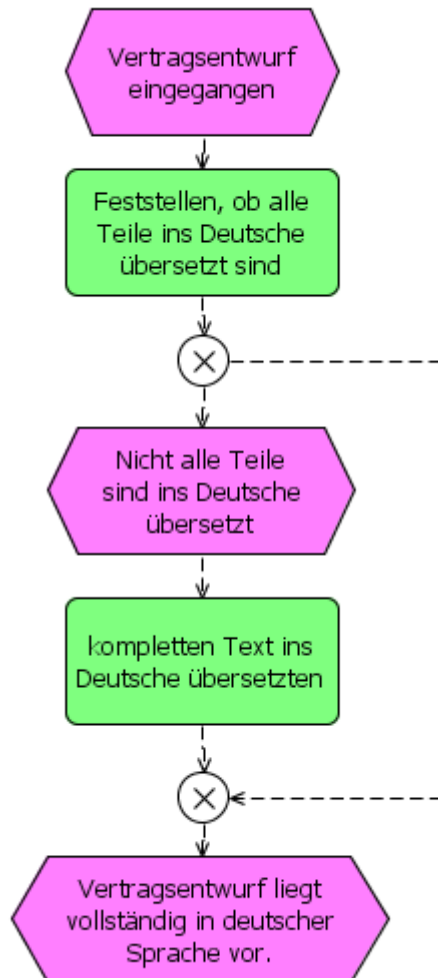 Vertragsentwurf
eingegangen
Feststellen, ob alle
Teile ins Deutsche
übersetzt sind
Nicht alle Teile
sind ins Deutsche
übersetzt
kompletten Text ins
Deutsche übersetzten
Vertragsentwurf liegt
vollständig in deutscher
Sprache vor.